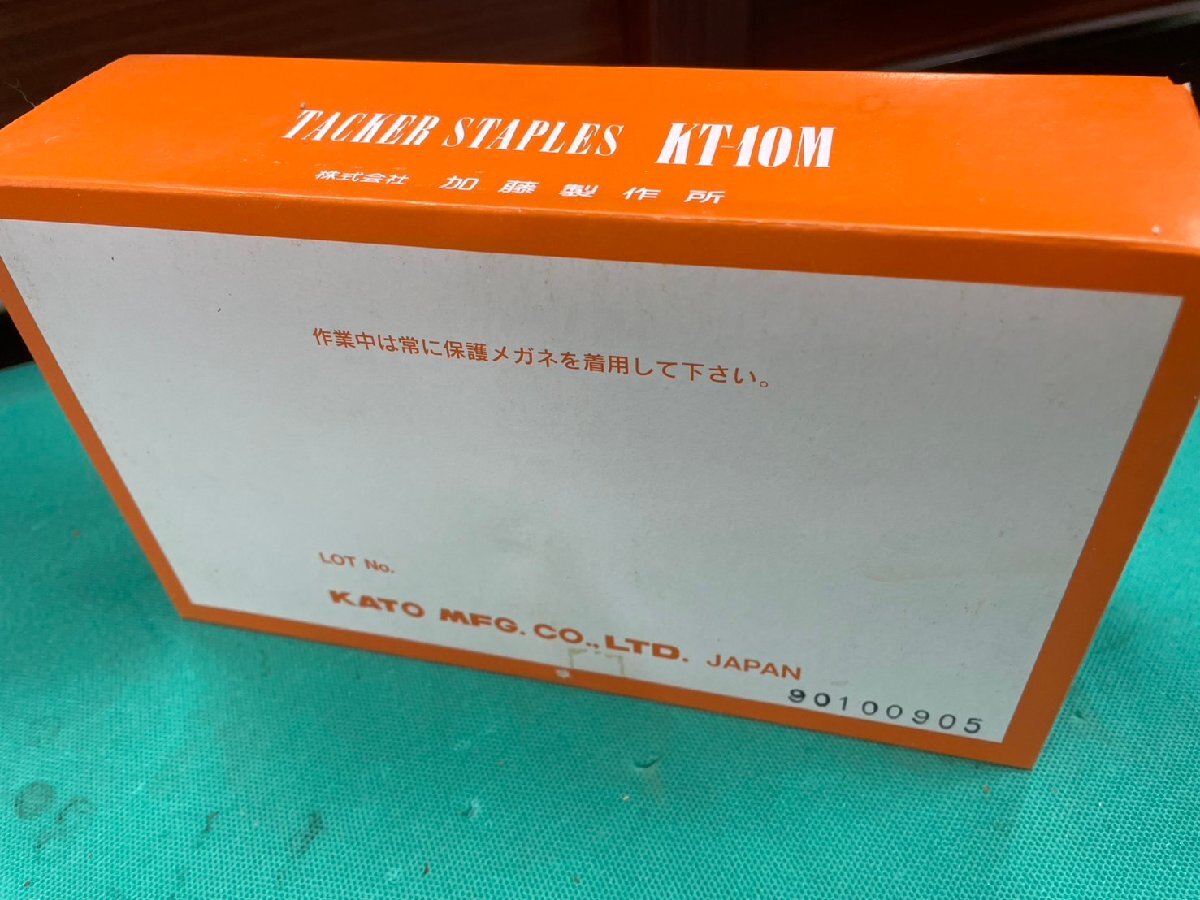 TACKER STAPLES KT-10M
株式会社 加藤製作所
作業中は常に保護メガネを着用して下さい。
LOT No.
KATO MFG. CO., LTD. JAPAN
90100905